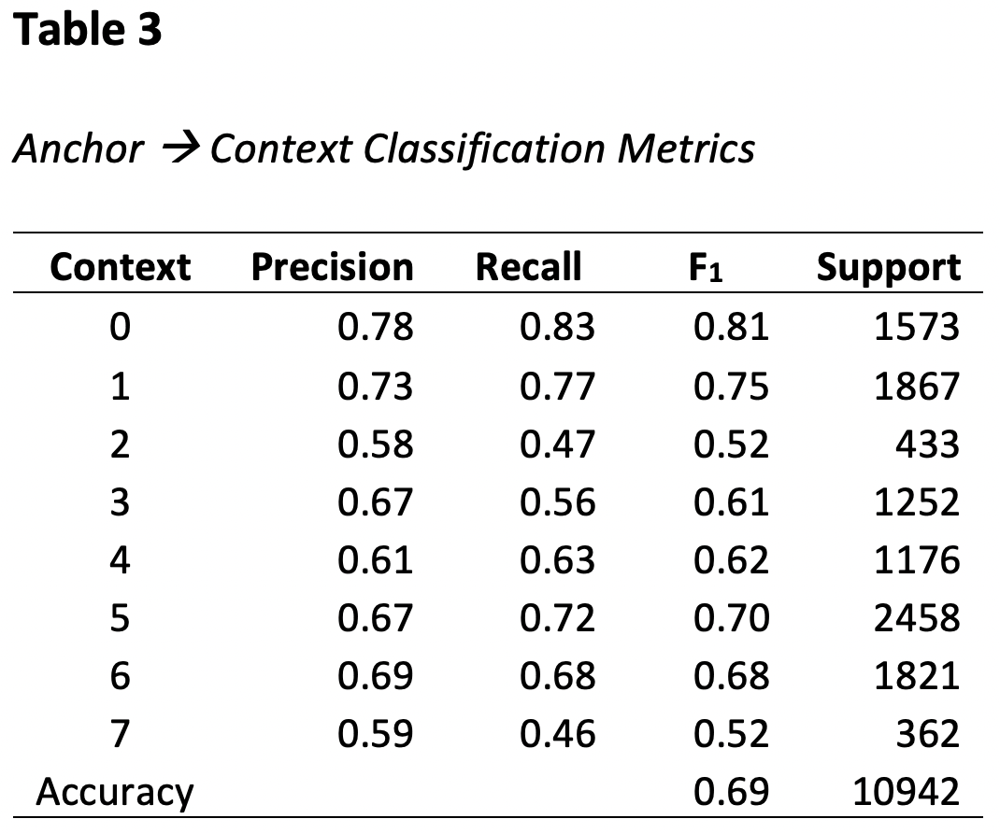 Table 3
Anchor → Context Classification Metrics
Context Precision Recall F₁ Support
0 0.78 0.83 0.81 1573
1 0.73 0.77 0.75 1867
2 0.58 0.47 0.52 433
3 0.67 0.56 0.61 1252
4 0.61 0.63 0.62 1176
5 0.67 0.72 0.70 2458
6 0.69 0.68 0.68 1821
7 0.59 0.46 0.52 362
Accuracy 0.69 10942